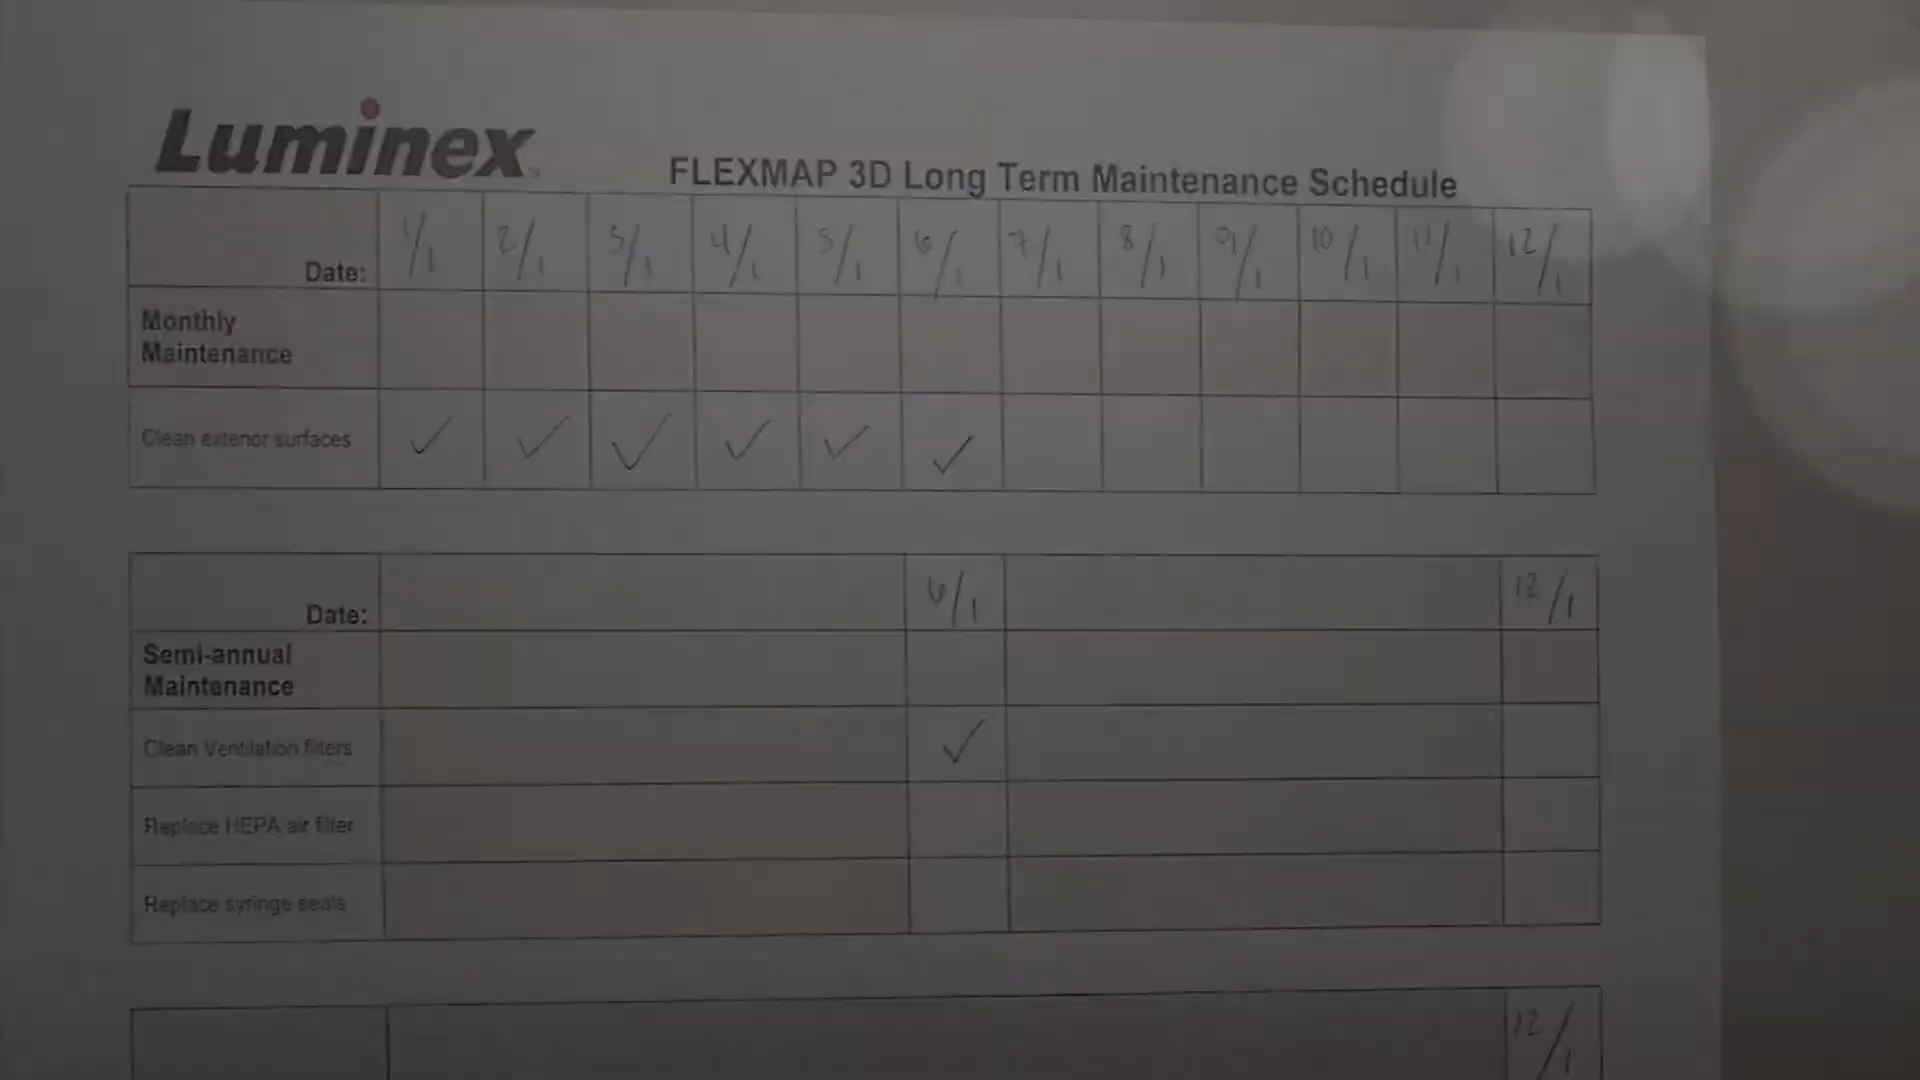 Luminex
FLEXMAP 3D Long Term Maintenance Schedule
Date: 1/1 2/1 3/1 4/1 5/1 6/1 7/1 8/1 9/1 10/1 11/1 12/1
Monthly
Maintenance
Clean exterior surfaces ✓ ✓ ✓ ✓ ✓ ✓
Date: 6/1 12/1
Semi-annual
Maintenance
Clean Ventilation filters ✓
Replace HEPA air filter
Replace syringe seals
12/1